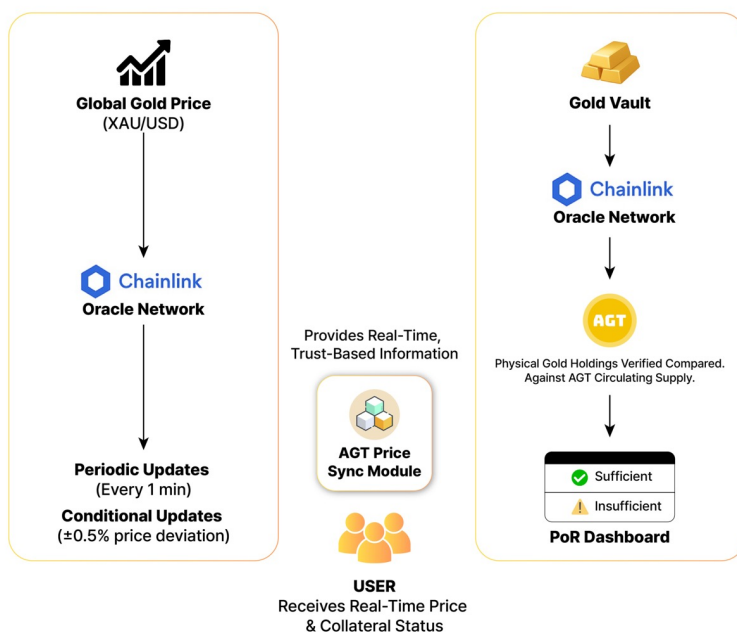 Global Gold Price
(XAU/USD)
Chainlink
Oracle Network
Periodic Updates
(Every 1 min)
Conditional Updates
(±0.5% price deviation)
Provides Real-Time,
Trust-Based Information
AGT Price
Sync Module
USER
Receives Real-Time Price
& Collateral Status
Gold Vault
Chainlink
Oracle Network
AGT
Physical Gold Holdings Verified Compared.
Against AGT Circulating Supply.
Sufficient
Insufficient
PoR Dashboard